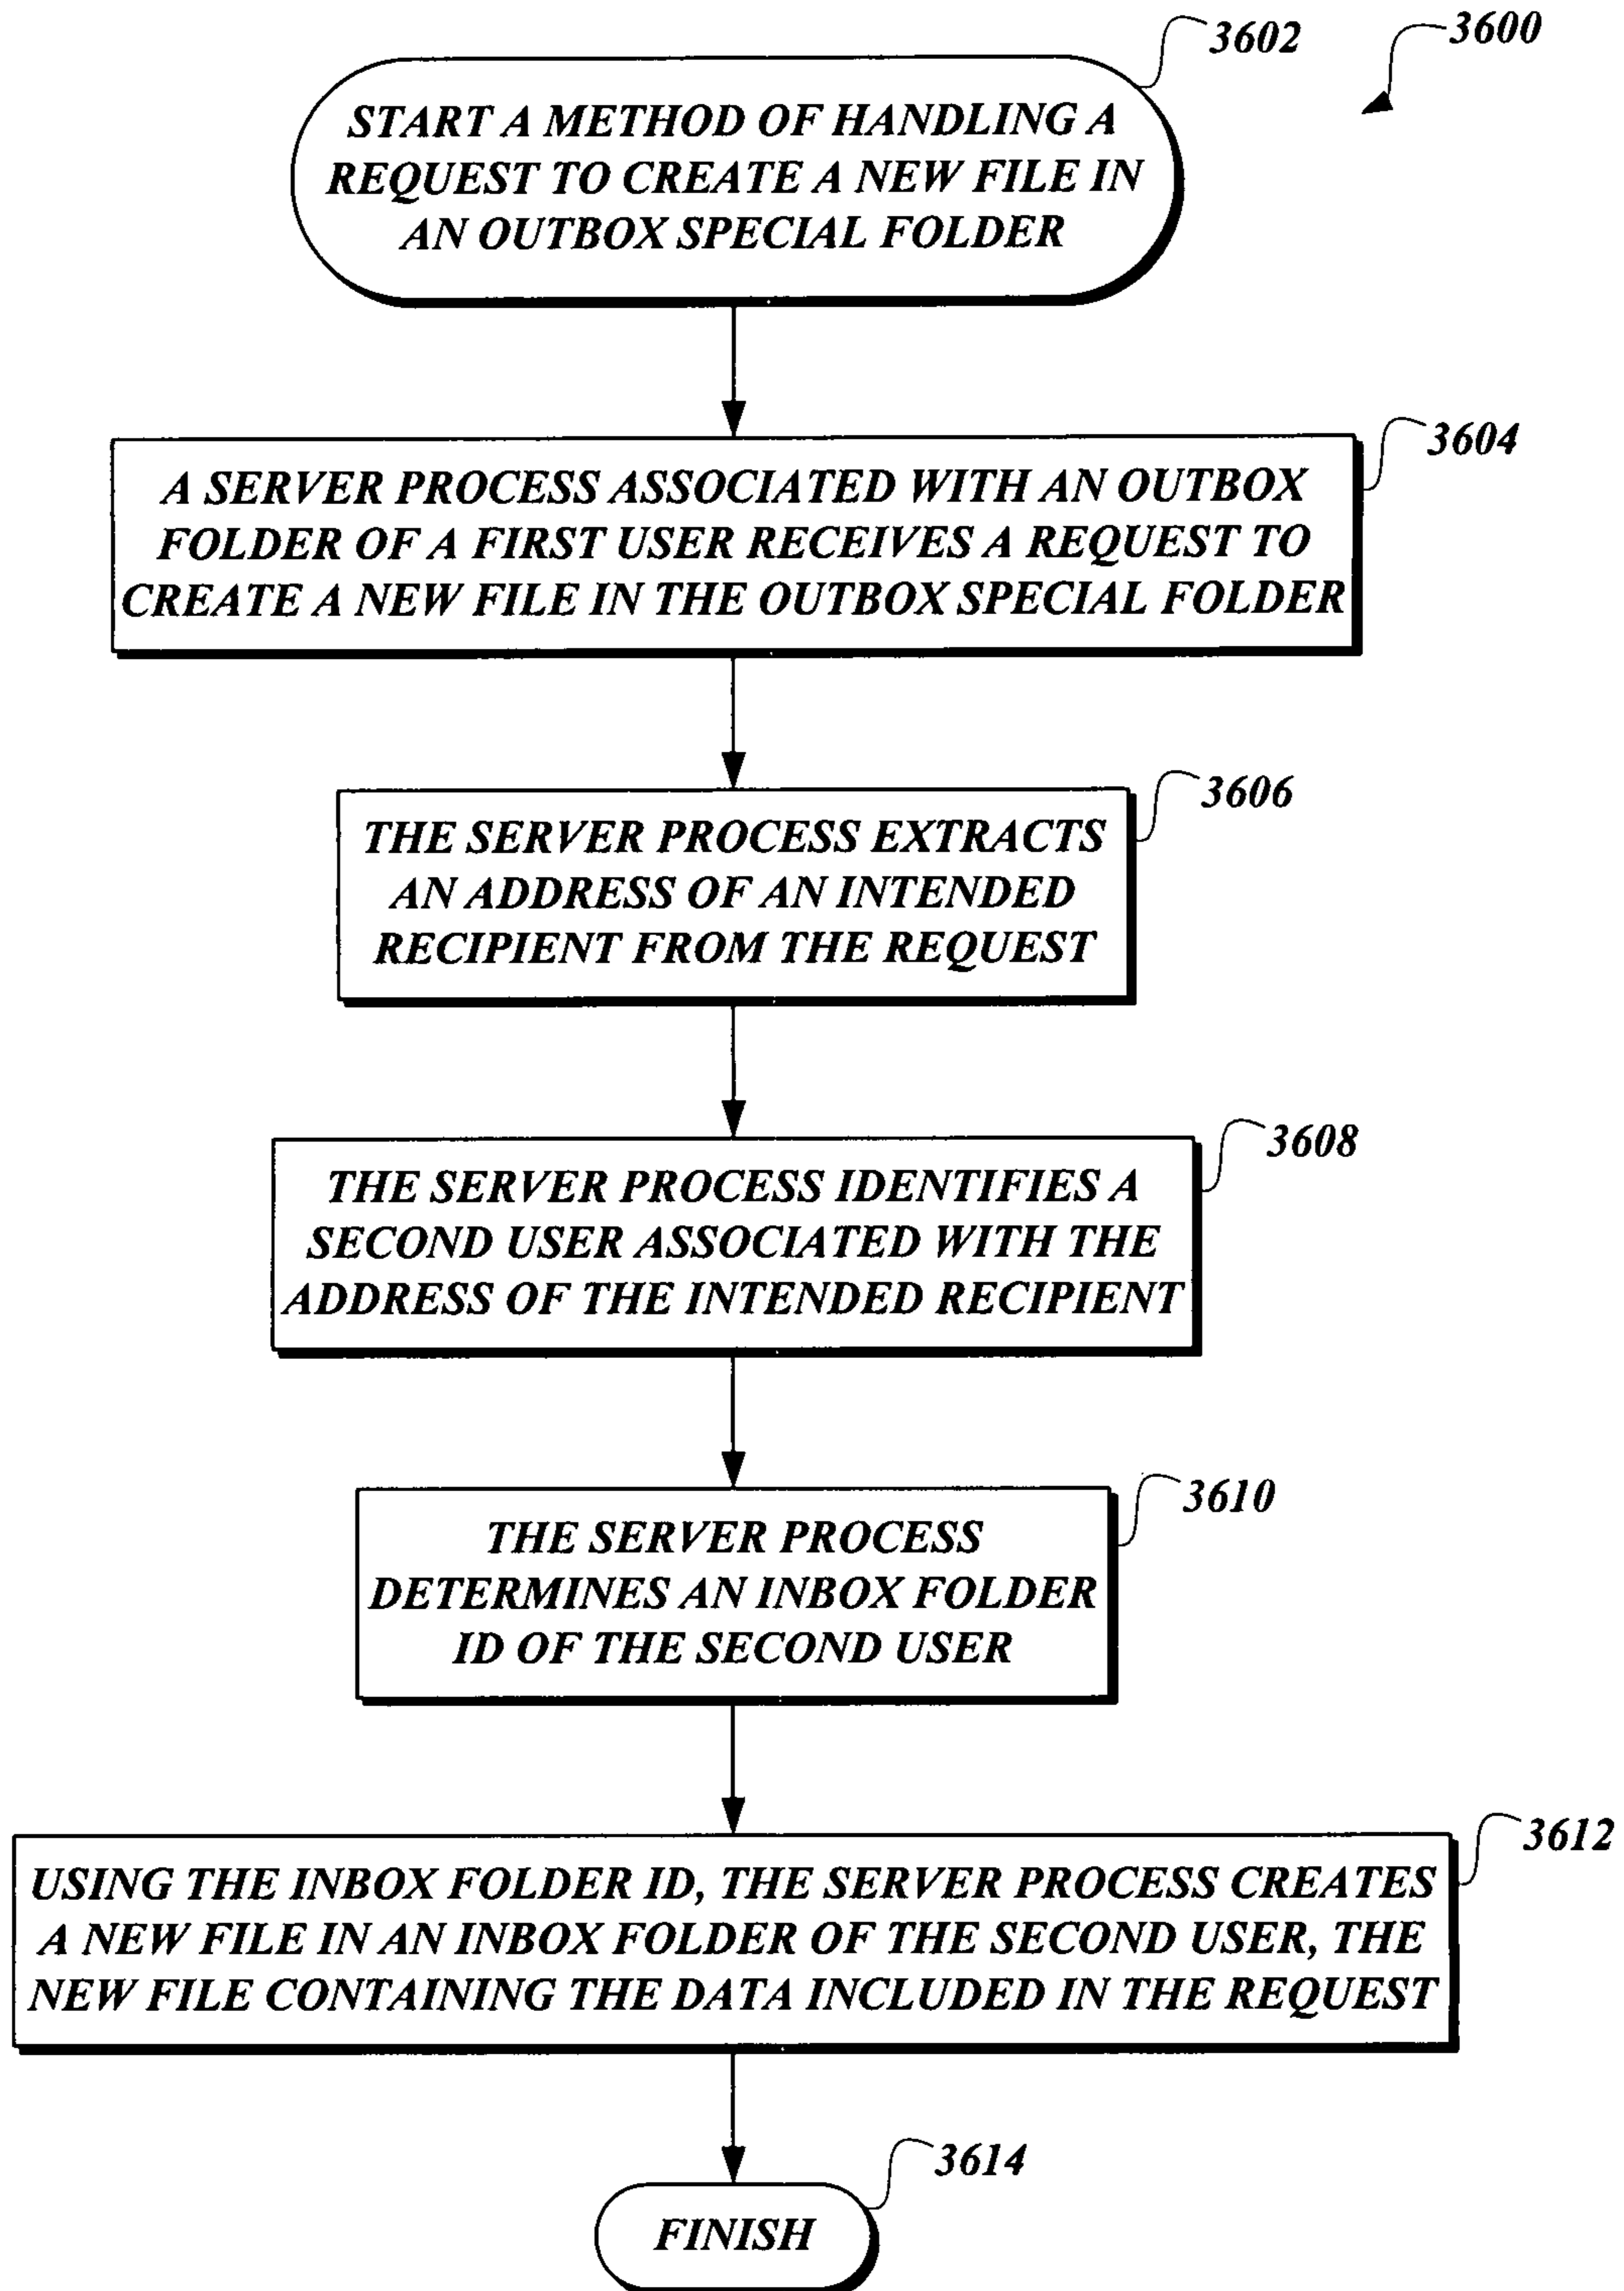 3602
3600
START A METHOD OF HANDLING A
REQUEST TO CREATE A NEW FILE IN
AN OUTBOX SPECIAL FOLDER
3604
A SERVER PROCESS ASSOCIATED WITH AN OUTBOX
FOLDER OF A FIRST USER RECEIVES A REQUEST TO
CREATE A NEW FILE IN THE OUTBOX SPECIAL FOLDER
3606
THE SERVER PROCESS EXTRACTS
AN ADDRESS OF AN INTENDED
RECIPIENT FROM THE REQUEST
3608
THE SERVER PROCESS IDENTIFIES A
SECOND USER ASSOCIATED WITH THE
ADDRESS OF THE INTENDED RECIPIENT
3610
THE SERVER PROCESS
DETERMINES AN INBOX FOLDER
ID OF THE SECOND USER
3612
USING THE INBOX FOLDER ID, THE SERVER PROCESS CREATES
A NEW FILE IN AN INBOX FOLDER OF THE SECOND USER, THE
NEW FILE CONTAINING THE DATA INCLUDED IN THE REQUEST
3614
FINISH